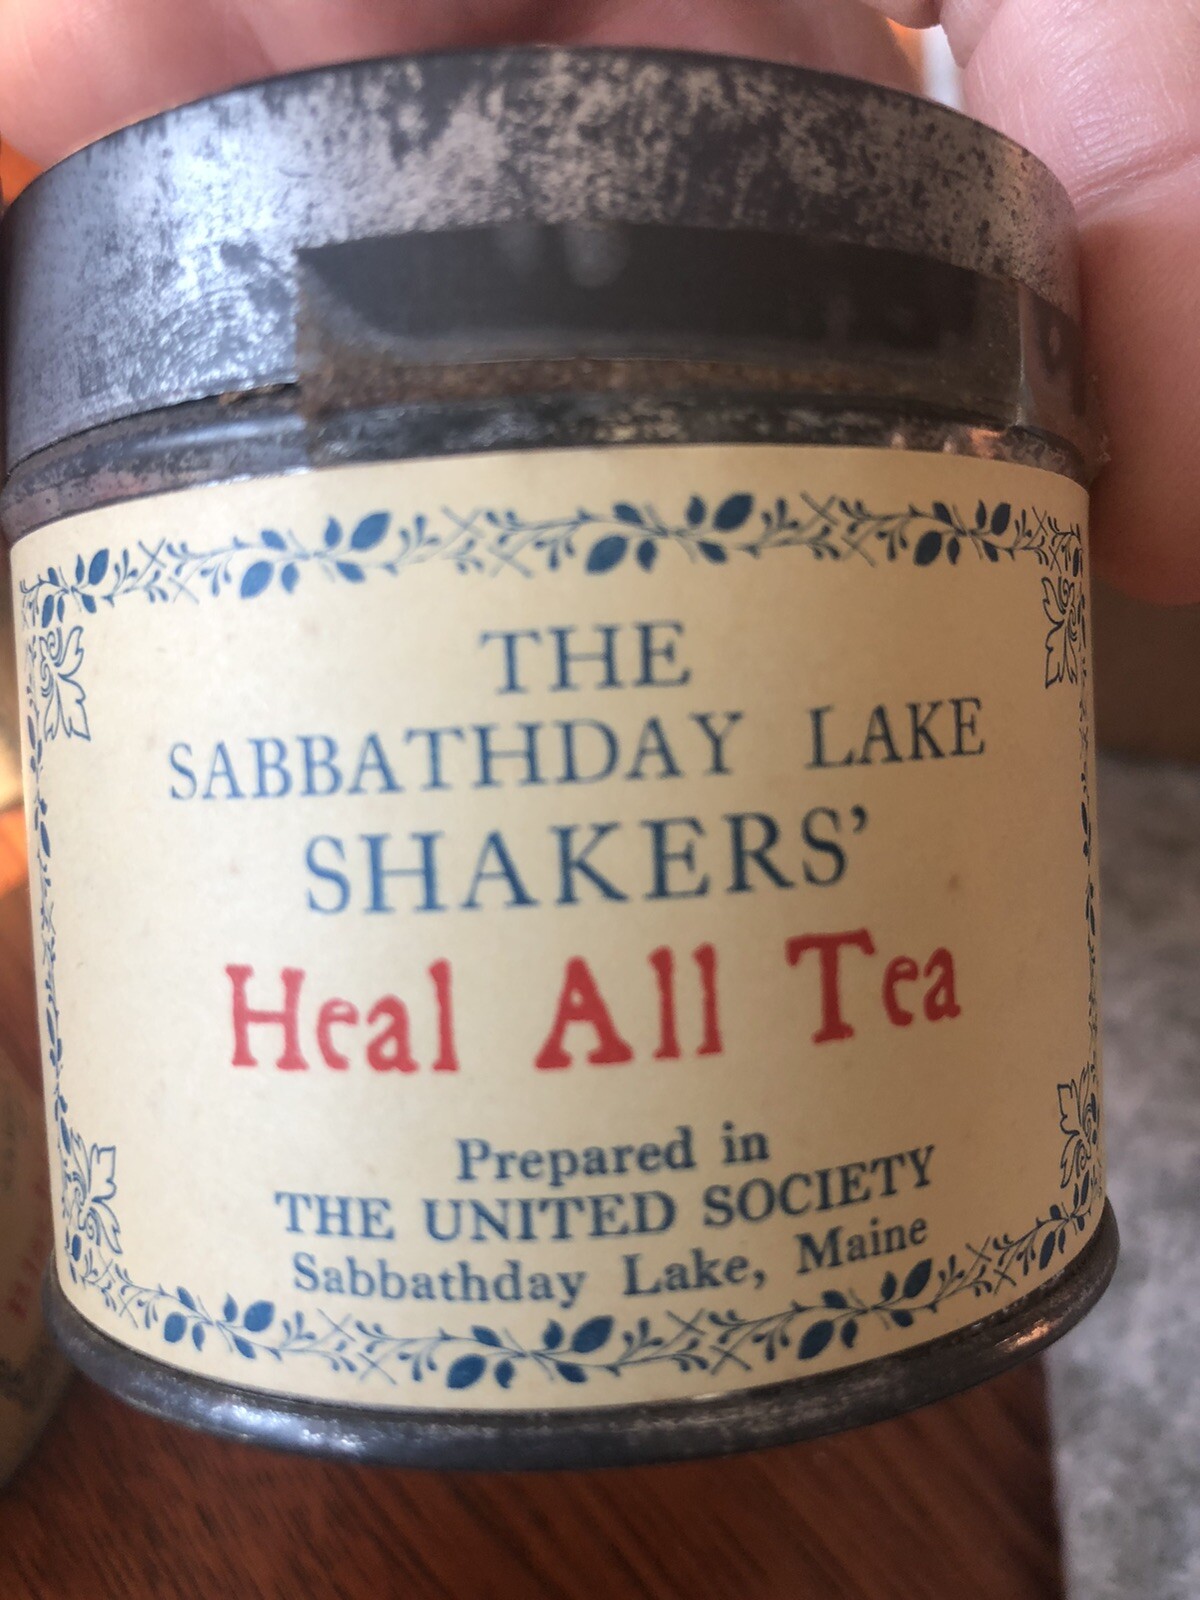 THE
SABBATHDAY LAKE
SHAKERS’
Heal All Tea
Prepared in
THE UNITED SOCIETY
Sabbathday Lake, Maine